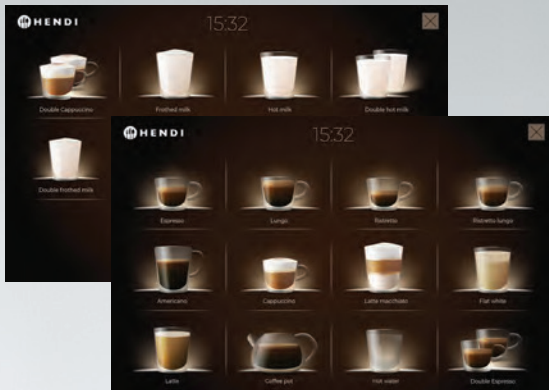 HENDI
15:32
Double Cappuccino
Frothed milk
Hot milk
Double hot milk
Double frothed milk
HENDI
15:32
Espresso
Lungo
Ristretto
Ristretto lungo
Americano
Cappuccino
Latte macchiato
Flat white
Latte
Coffee pot
Hot water
Double Espresso